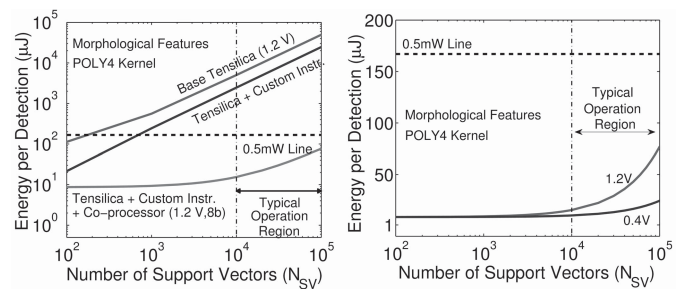 Energy per Detection (μJ)
10^5
10^4
10^3
10^2
10^1
10^0
Morphological Features
POLY4 Kernel
Base Tensilica (1.2 V)
Tensilica + Custom Instr.
0.5mW Line
Tensilica + Custom Instr.
+ Co−processor (1.2 V,8b)
Typical
Operation
Region
10^2
10^3
10^4
10^5
Number of Support Vectors (N_SV)
Energy per Detection (μJ)
200
150
100
50
1
0.5mW Line
Morphological Features
POLY4 Kernel
Typical
Operation
Region
1.2V
0.4V
10^2
10^3
10^4
10^5
Number of Support Vectors (N_SV)